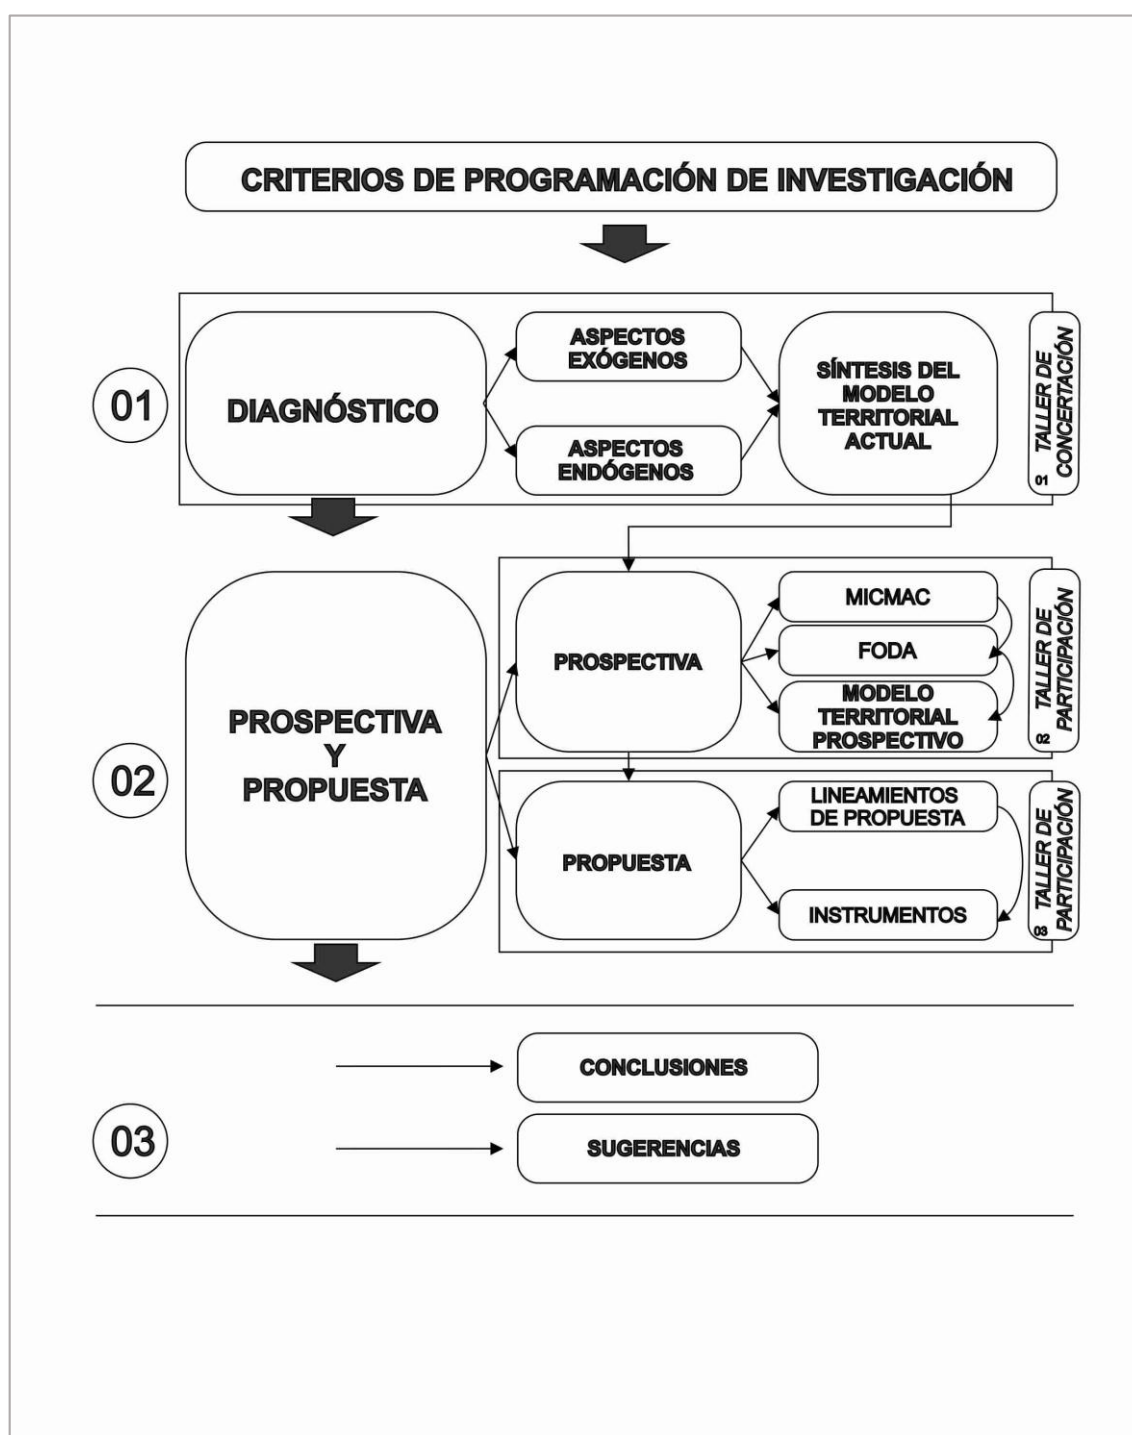 CRITERIOS DE PROGRAMACIÓN DE INVESTIGACIÓN
01
DIAGNÓSTICO
ASPECTOS
EXÓGENOS
ASPECTOS
ENDÓGENOS
SÍNTESIS DEL
MODELO
TERRITORIAL
ACTUAL
01 TALLER DE
CONCERTACIÓN
02
PROSPECTIVA
Y
PROPUESTA
PROSPECTIVA
MICMAC
FODA
MODELO
TERRITORIAL
PROSPECTIVO
02 TALLER DE
PARTICIPACIÓN
PROPUESTA
LINEAMIENTOS
DE PROPUESTA
INSTRUMENTOS
03 TALLER DE
PARTICIPACIÓN
03
CONCLUSIONES
SUGERENCIAS